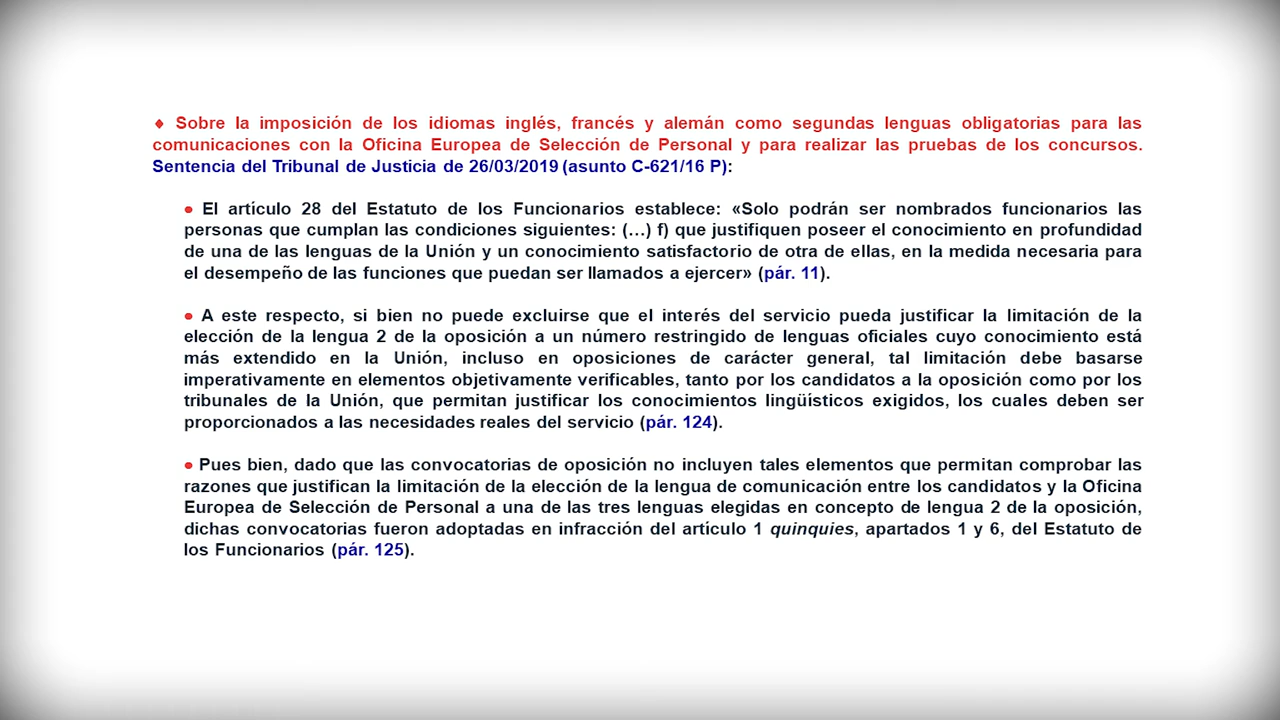 ♦ Sobre la imposición de los idiomas inglés, francés y alemán como segundas lenguas obligatorias para las
comunicaciones con la Oficina Europea de Selección de Personal y para realizar las pruebas de los concursos.
Sentencia del Tribunal de Justicia de 26/03/2019 (asunto C-621/16 P):
● El artículo 28 del Estatuto de los Funcionarios establece: «Solo podrán ser nombrados funcionarios las
personas que cumplan las condiciones siguientes: (…) f) que justifiquen poseer el conocimiento en profundidad
de una de las lenguas de la Unión y un conocimiento satisfactorio de otra de ellas, en la medida necesaria para
el desempeño de las funciones que puedan ser llamados a ejercer» (pár. 11).
● A este respecto, si bien no puede excluirse que el interés del servicio pueda justificar la limitación de la
elección de la lengua 2 de la oposición a un número restringido de lenguas oficiales cuyo conocimiento está
más extendido en la Unión, incluso en oposiciones de carácter general, tal limitación debe basarse
imperativamente en elementos objetivamente verificables, tanto por los candidatos a la oposición como por los
tribunales de la Unión, que permitan justificar los conocimientos lingüísticos exigidos, los cuales deben ser
proporcionados a las necesidades reales del servicio (pár. 124).
● Pues bien, dado que las convocatorias de oposición no incluyen tales elementos que permitan comprobar las
razones que justifican la limitación de la elección de la lengua de comunicación entre los candidatos y la Oficina
Europea de Selección de Personal a una de las tres lenguas elegidas en concepto de lengua 2 de la oposición,
dichas convocatorias fueron adoptadas en infracción del artículo 1 quinquies, apartados 1 y 6, del Estatuto de
los Funcionarios (pár. 125).